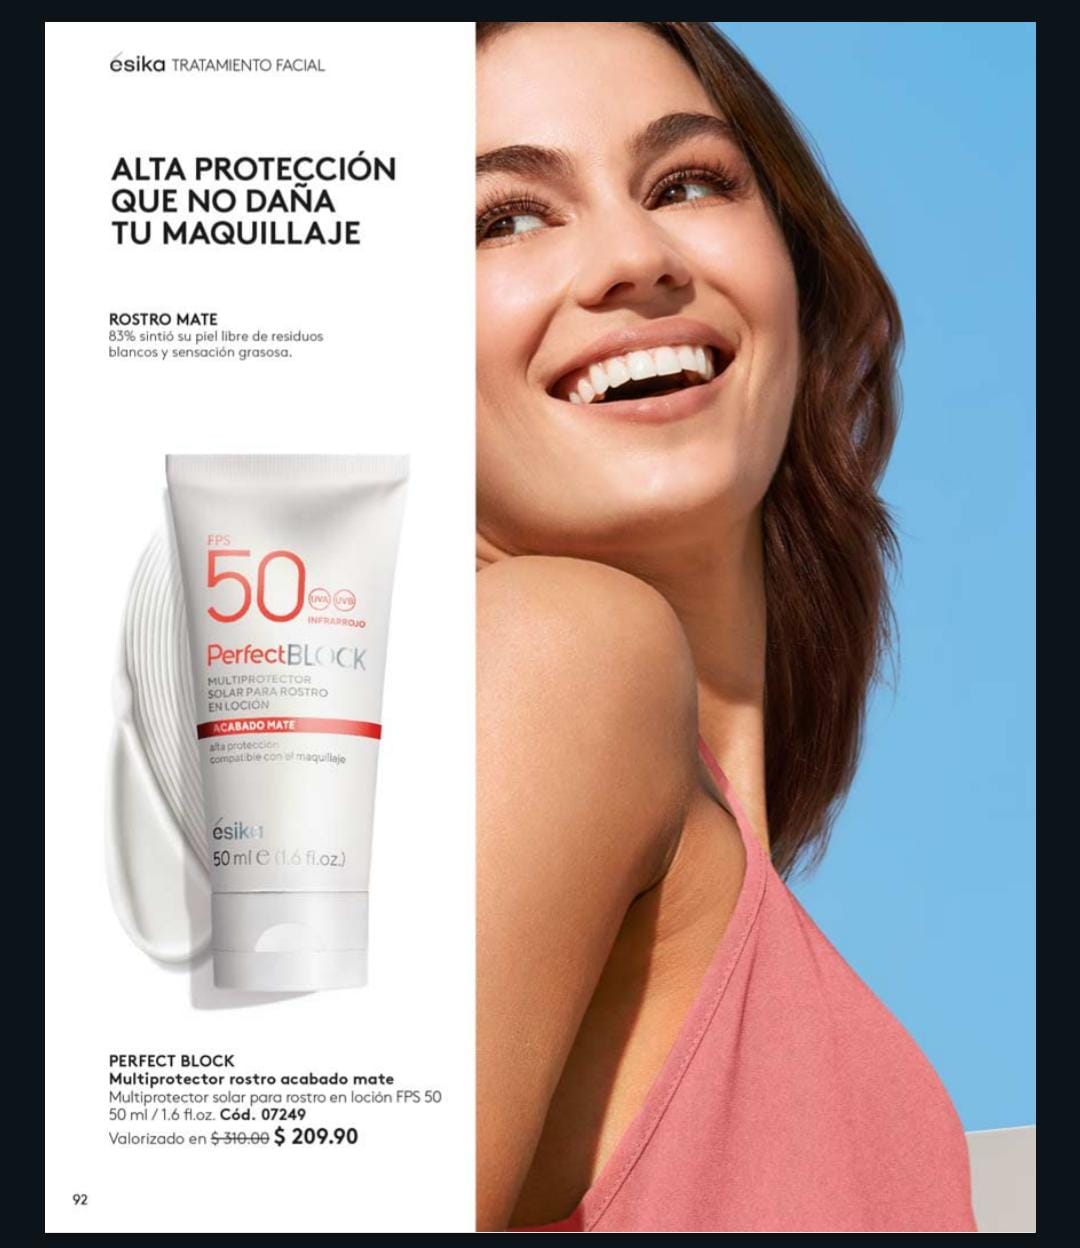 ésika TRATAMIENTO FACIAL
ALTA PROTECCIÓN
QUE NO DAÑA
TU MAQUILLAJE
ROSTRO MATE
83% sintió su piel libre de residuos
blancos y sensación grasosa.
FPS
50 UVA UVB
INFRARROJO
PerfectBLOCK
MULTIPROTECTOR
SOLAR PARA ROSTRO
EN LOCIÓN
ACABADO MATE
alta protección
compatible con el maquillaje
ésika
50 ml e (1.6 fl.oz.)
PERFECT BLOCK
Multiprotector rostro acabado mate
Multiprotector solar para rostro en loción FPS 50
50 ml / 1.6 fl.oz. Cód. 07249
Valorizado en $ 310.00 $ 209.90
92